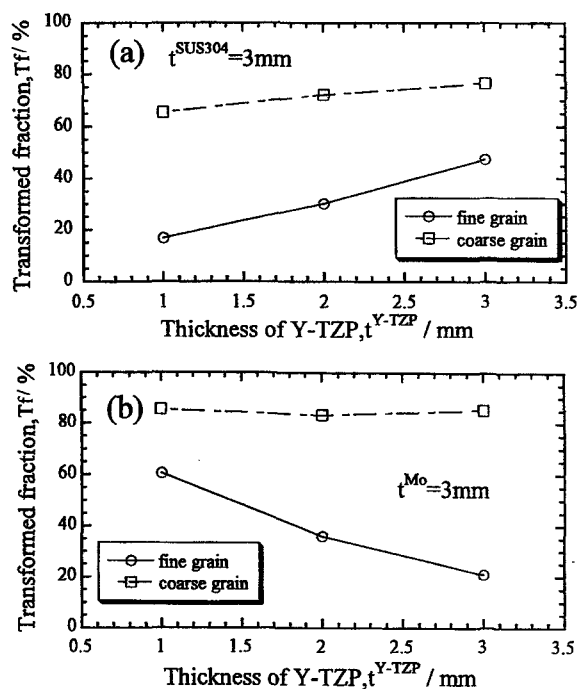 100
80
60
40
20
0
Transformed fraction,Tf/ %
(a)
t^SUS304=3mm
fine grain
coarse grain
0.5 1 1.5 2 2.5 3 3.5
Thickness of Y-TZP,t^Y-TZP / mm
100
80
60
40
20
0
Transformed fraction,Tf/ %
(b)
t^Mo=3mm
fine grain
coarse grain
0.5 1 1.5 2 2.5 3 3.5
Thickness of Y-TZP,t^Y-TZP / mm